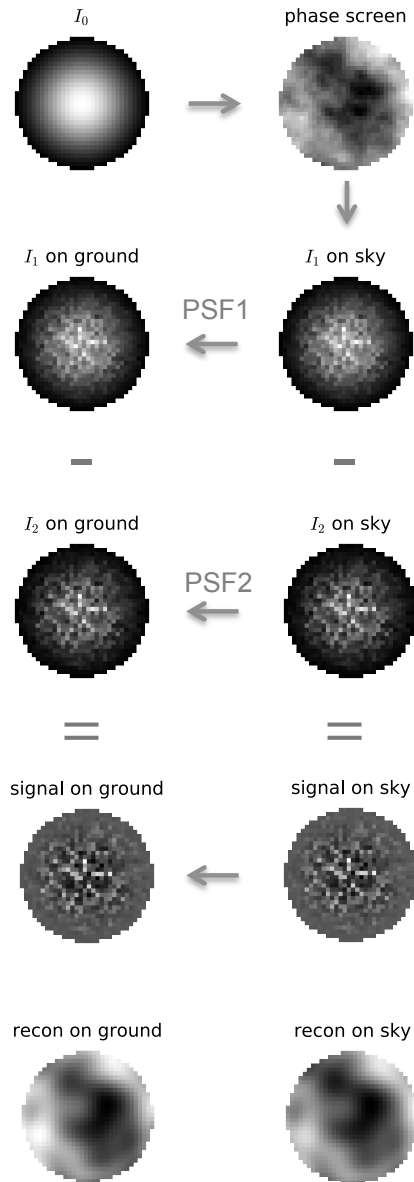 I₀ phase screen
I₁ on ground I₁ on sky
PSF1
I₂ on ground I₂ on sky
PSF2
signal on ground signal on sky
recon on ground recon on sky